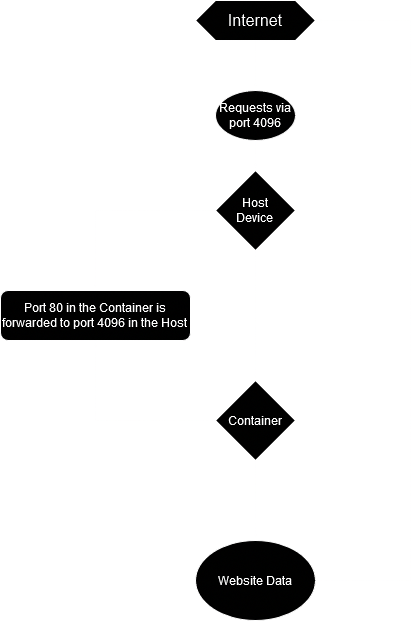 Internet
Requests via
port 4096
Host
Device
Port 80 in the Container is
forwarded to port 4096 in the Host
Container
Website Data